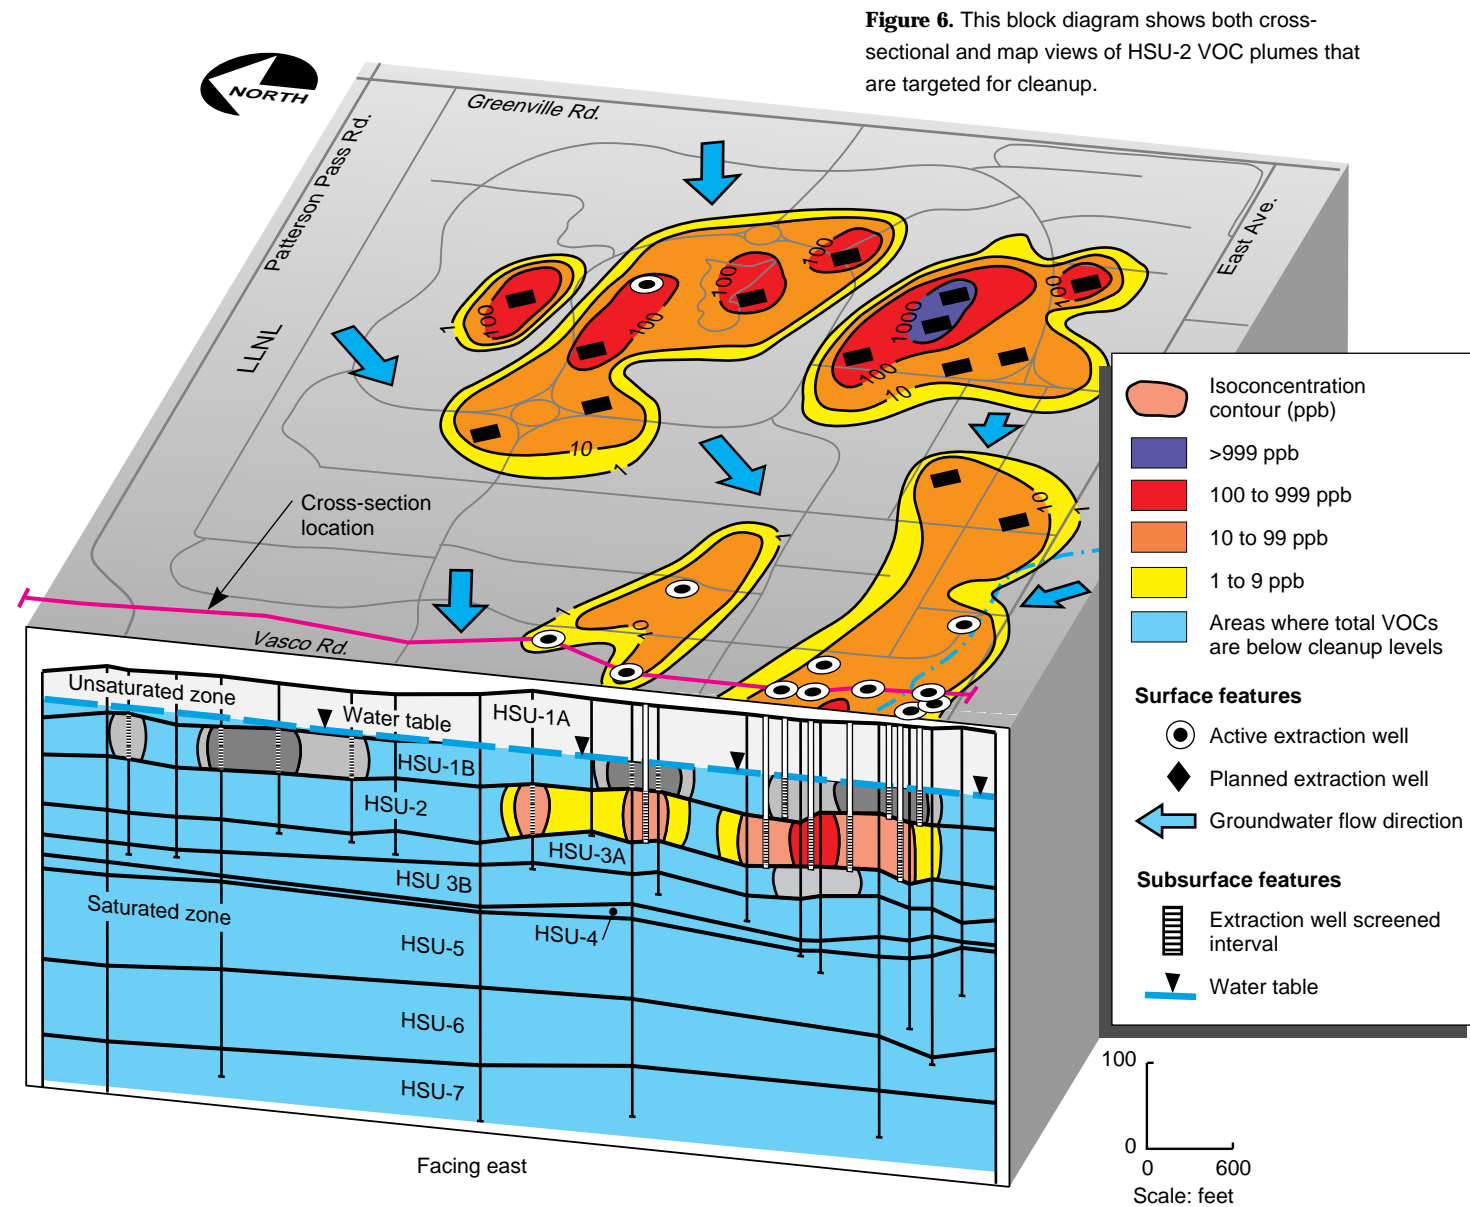 Figure 6. This block diagram shows both cross-
sectional and map views of HSU-2 VOC plumes that
are targeted for cleanup.
NORTH
Greenville Rd.
Patterson Pass Rd.
East Ave.
LLNL
100
100
100
1
100
100
1000
100
100
10
10
1
10
1
Cross-section
location
1
1
10
Vasco Rd.
Unsaturated zone
Water table
HSU-1A
HSU-1B
HSU-2
HSU-3A
HSU 3B
Saturated zone
HSU-4
HSU-5
HSU-6
HSU-7
Facing east
Isoconcentration
contour (ppb)
>999 ppb
100 to 999 ppb
10 to 99 ppb
1 to 9 ppb
Areas where total VOCs
are below cleanup levels
Surface features
Active extraction well
Planned extraction well
Groundwater flow direction
Subsurface features
Extraction well screened
interval
Water table
100
0
0 600
Scale: feet